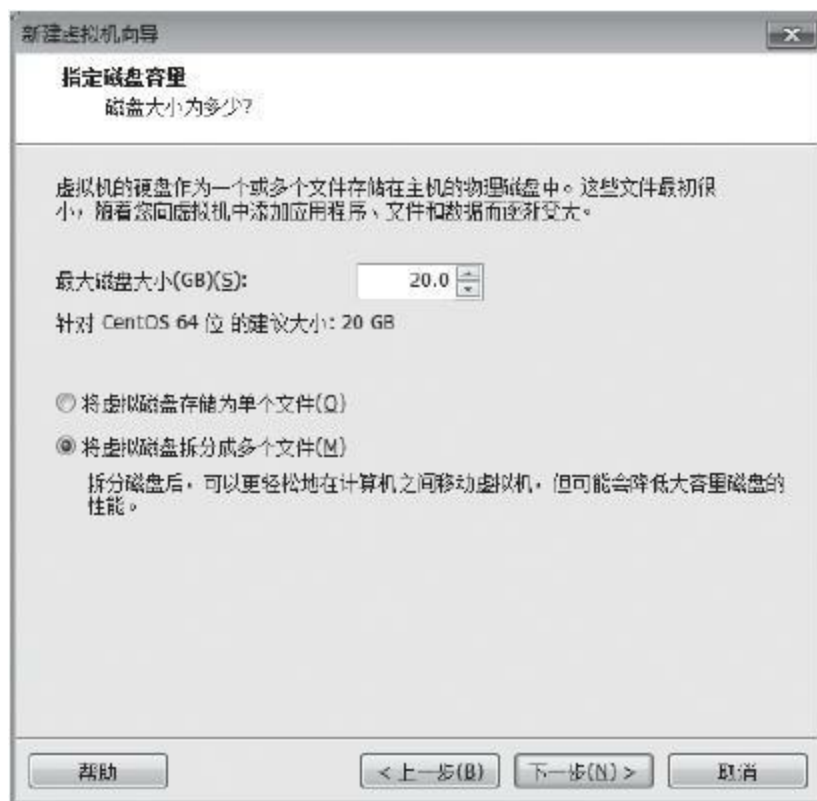 新建虚拟机向导
指定磁盘容量
磁盘大小为多少?
虚拟机的硬盘作为一个或多个文件存储在主机的物理磁盘中。这些文件最初很
小，随着您向虚拟机中添加应用程序、文件和数据而逐渐变大。
最大磁盘大小(GB)(S): 20.0
针对 CentOS 64 位 的建议大小: 20 GB
将虚拟磁盘存储为单个文件(O)
将虚拟磁盘拆分成多个文件(M)
拆分磁盘后，可以更轻松地在计算机之间移动虚拟机，但可能会降低大容量磁盘的
性能。
帮助 < 上一步(B) 下一步(N) > 取消